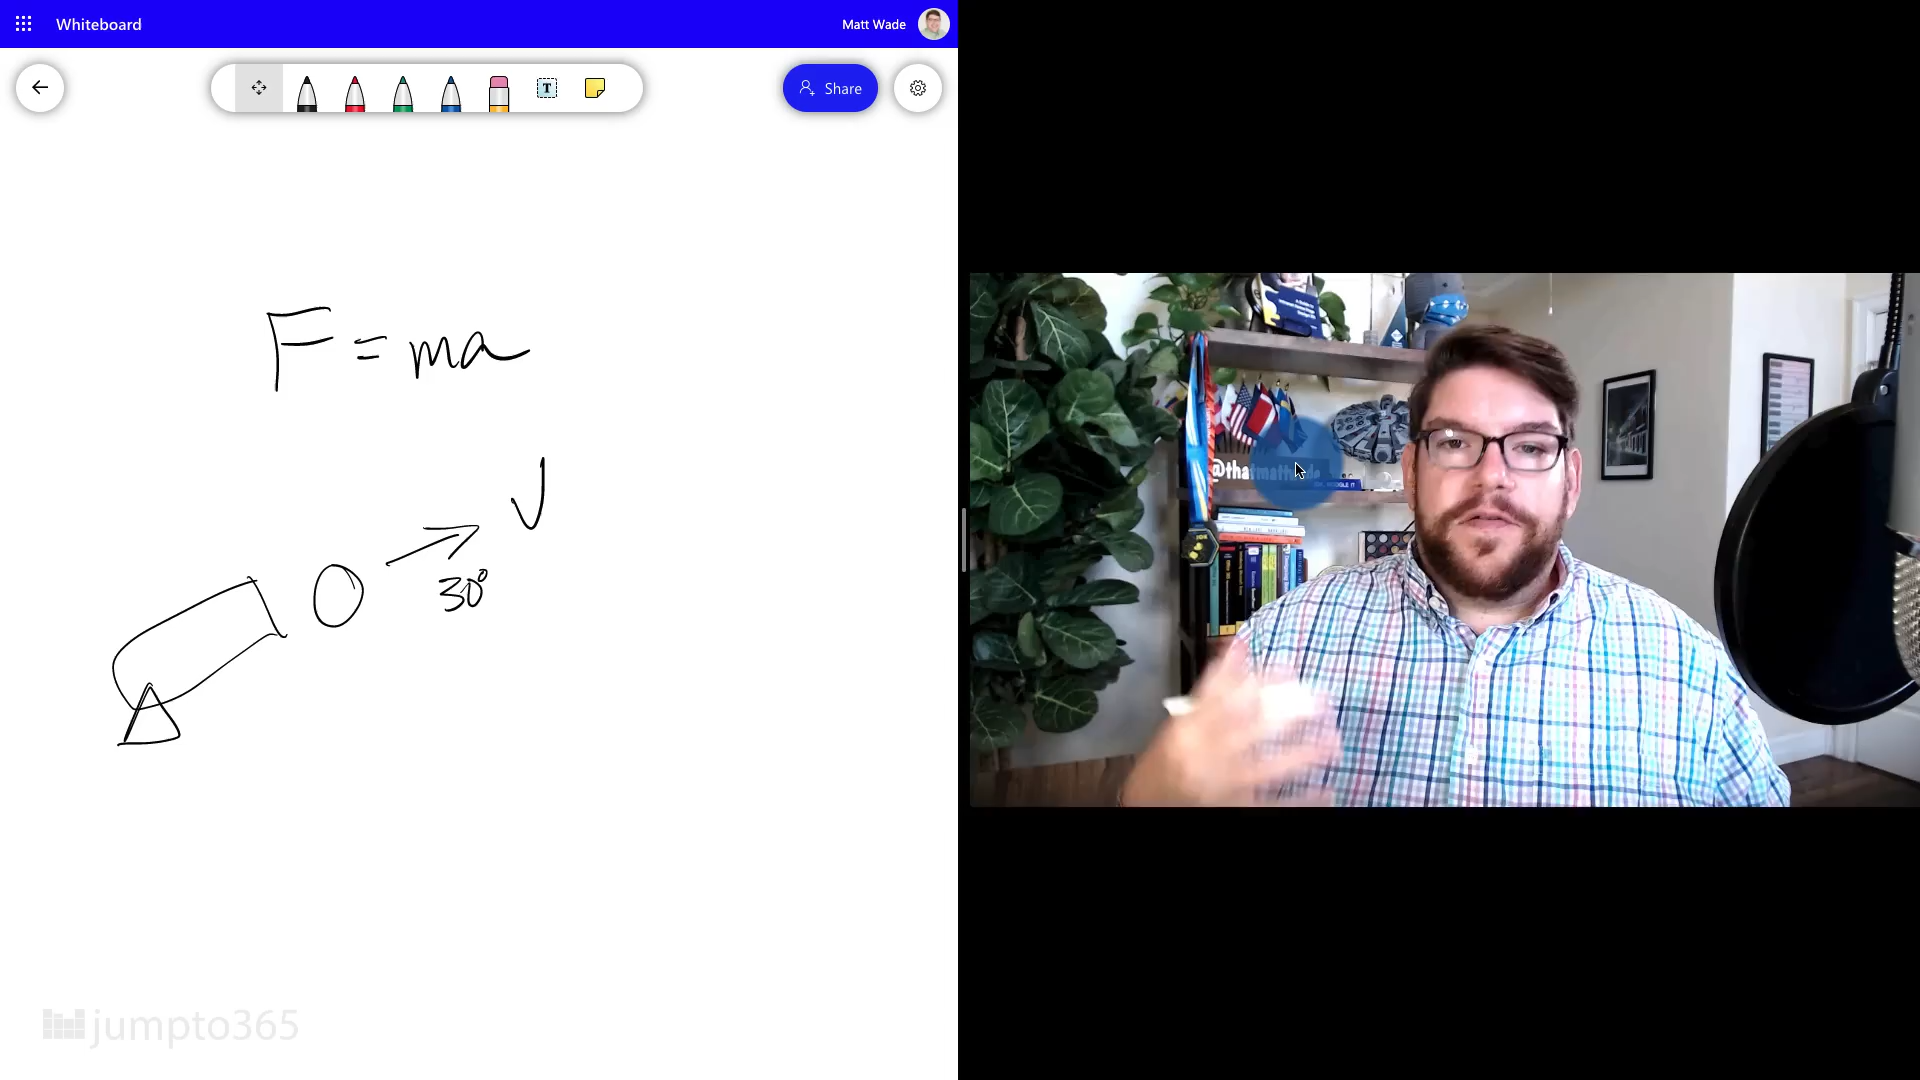 Whiteboard
Matt Wade
T
Share
F = ma
V
30°
jumpto365